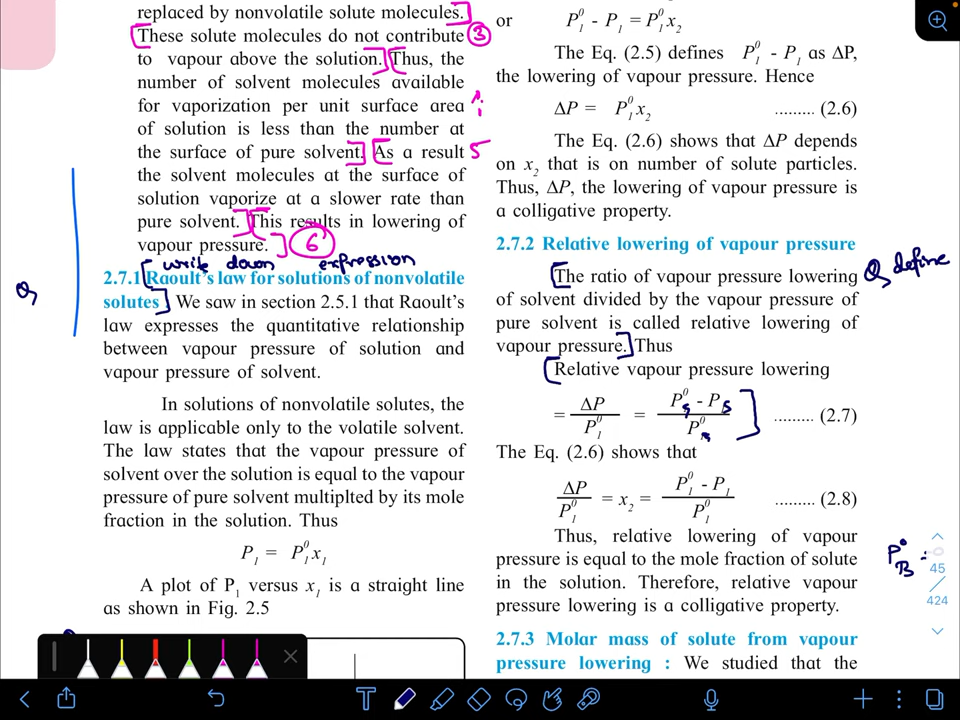 replaced by nonvolatile solute molecules.
These solute molecules do not contribute 3
to vapour above the solution. Thus, the
number of solvent molecules available
for vaporization per unit surface area
of solution is less than the number at
the surface of pure solvent. As a result 5
the solvent molecules at the surface of
solution vaporize at a slower rate than
pure solvent. This results in lowering of
vapour pressure. 6
write down expression
2.7.1 Raoult's law for solutions of nonvolatile
solutes : We saw in section 2.5.1 that Raoult's
law expresses the quantitative relationship
between vapour pressure of solution and
vapour pressure of solvent.
In solutions of nonvolatile solutes, the
law is applicable only to the volatile solvent.
The law states that the vapour pressure of
solvent over the solution is equal to the vapour
pressure of pure solvent multiplted by its mole
fraction in the solution. Thus
P₁ = P₁⁰x₁
A plot of P₁ versus x₁ is a straight line
as shown in Fig. 2.5
or P₁⁰ - P₁ = P₁⁰x₂
The Eq. (2.5) defines P₁⁰ - P₁ as ΔP,
the lowering of vapour pressure. Hence
ΔP = P₁⁰x₂ ......... (2.6)
The Eq. (2.6) shows that ΔP depends
on x₂ that is on number of solute particles.
Thus, ΔP, the lowering of vapour pressure is
a colligative property.
2.7.2 Relative lowering of vapour pressure
The ratio of vapour pressure lowering Q define
of solvent divided by the vapour pressure of
pure solvent is called relative lowering of
vapour pressure. Thus
Relative vapour pressure lowering
= ΔP/P₁⁰ = P₁⁰ - P₁/P₁⁰ ......... (2.7)
The Eq. (2.6) shows that
ΔP/P₁⁰ = x₂ = P₁⁰ - P₁/P₁⁰ ......... (2.8)
Thus, relative lowering of vapour
pressure is equal to the mole fraction of solute
in the solution. Therefore, relative vapour
pressure lowering is a colligative property.
2.7.3 Molar mass of solute from vapour
pressure lowering : We studied that the
45
424
T